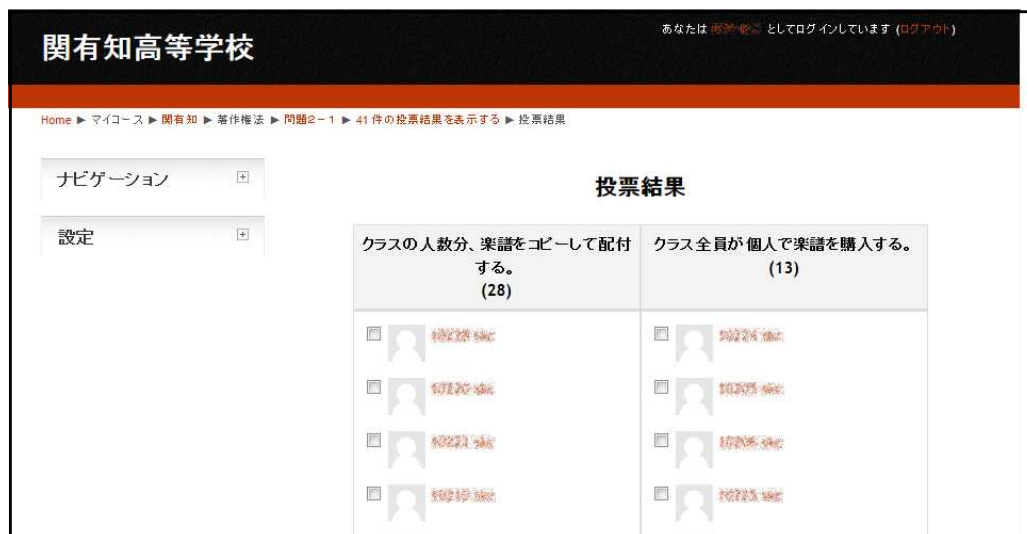 関有知高等学校
あなたは としてログインしています (ログアウト)
Home ▶ マイコース ▶ 関有知 ▶ 著作権法 ▶ 問題2-1 ▶ 41件の投票結果を表示する ▶ 投票結果
ナビゲーション
設定
投票結果
クラスの人数分、楽譜をコピーして配付
する。
(28)
クラス全員が個人で楽譜を購入する。
(13)